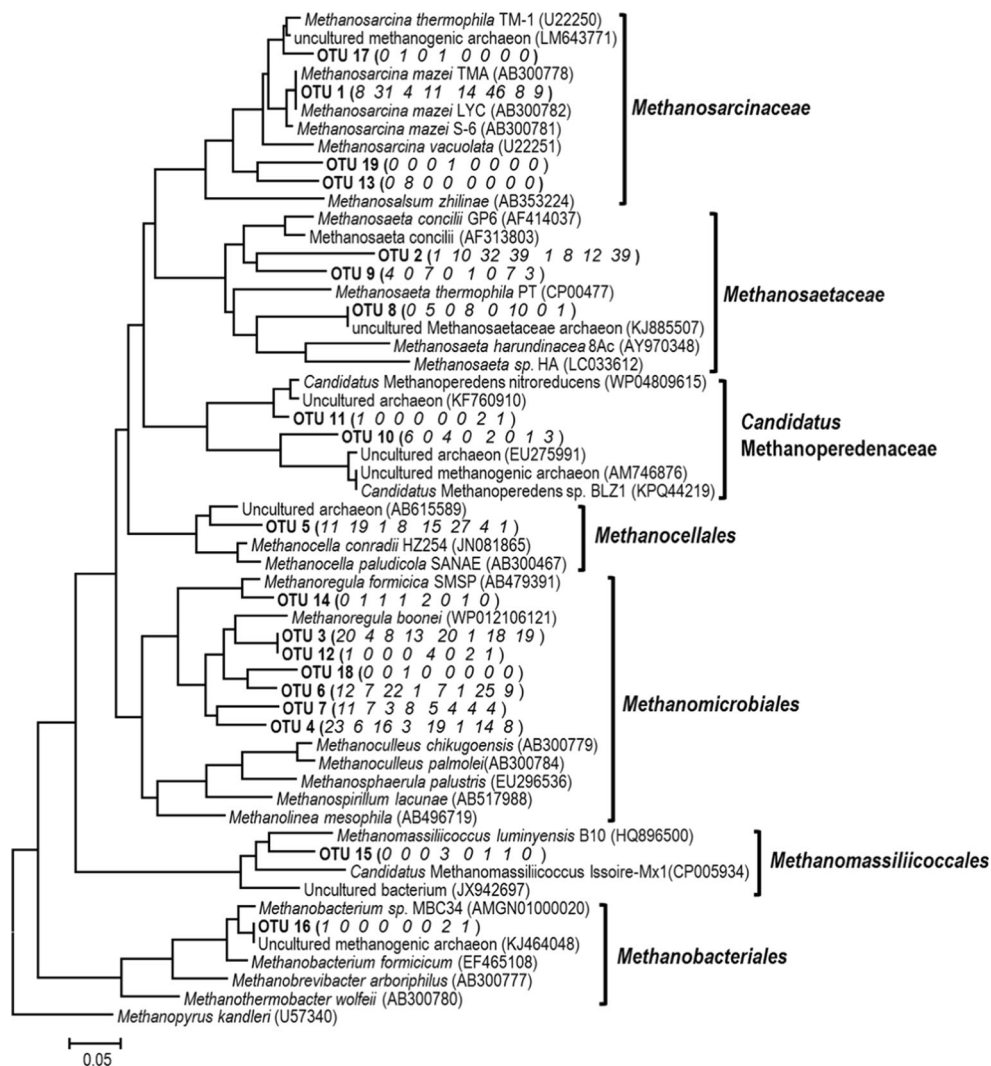 Methanosarcina thermophila TM-1 (U22250)
uncultured methanogenic archaeon (LM643771)
OTU 17 (0 1 0 1 0 0 0 0)
Methanosarcina mazei TMA (AB300778)
OTU 1 (8 31 4 11 14 46 8 9)
Methanosarcina mazei LYC (AB300782)
Methanosarcina mazei S-6 (AB300781)
Methanosarcina vacuolata (U22251)
OTU 19 (0 0 0 1 0 0 0 0)
OTU 13 (0 8 0 0 0 0 0 0)
Methanosalsum zhilinae (AB353224)
Methanosarcinaceae
Methanosaeta concilii GP6 (AF414037)
Methanosaeta concilii (AF313803)
OTU 2 (1 10 32 39 1 8 12 39)
OTU 9 (4 0 7 0 1 0 7 3)
Methanosaeta thermophila PT (CP00477)
OTU 8 (0 5 0 8 0 10 0 1)
uncultured Methanosaetaceae archaeon (KJ885507)
Methanosaeta harundinacea 8Ac (AY970348)
Methanosaeta sp. HA (LC033612)
Methanosaetaceae
Candidatus Methanoperedens nitroreducens (WP04809615)
Uncultured archaeon (KF760910)
OTU 11 (1 0 0 0 0 0 2 1)
OTU 10 (6 0 4 0 2 0 1 3)
Uncultured archaeon (EU275991)
Uncultured methanogenic archaeon (AM746876)
Candidatus Methanoperedens sp. BLZ1 (KPQ44219)
Candidatus
Methanoperedenaceae
Uncultured archaeon (AB615589)
OTU 5 (11 19 1 8 15 27 4 1)
Methanocella conradii HZ254 (JN081865)
Methanocella paludicola SANAE (AB300467)
Methanocellales
Methanoregula formicica SMSP (AB479391)
OTU 14 (0 1 1 1 2 0 1 0)
Methanoregula boonei (WP012106121)
OTU 3 (20 4 8 13 20 1 18 19)
OTU 12 (1 0 0 0 4 0 2 1)
OTU 18 (0 0 1 0 0 0 0 0)
OTU 6 (12 7 22 1 7 1 25 9)
OTU 7 (11 7 3 8 5 4 4 4)
OTU 4 (23 6 16 3 19 1 14 8)
Methanoculleus chikugoensis (AB300779)
Methanoculleus palmolei(AB300784)
Methanosphaerula palustris (EU296536)
Methanospirillum lacunae (AB517988)
Methanolinea mesophila (AB496719)
Methanomicrobiales
Methanomassiliicoccus luminyensis B10 (HQ896500)
OTU 15 (0 0 0 3 0 1 1 0)
Candidatus Methanomassiliicoccus Issoire-Mx1(CP005934)
Uncultured bacterium (JX942697)
Methanomassiliicoccales
Methanobacterium sp. MBC34 (AMGN01000020)
OTU 16 (1 0 0 0 0 0 2 1)
Uncultured methanogenic archaeon (KJ464048)
Methanobacterium formicicum (EF465108)
Methanobrevibacter arboriphilus (AB300777)
Methanothermobacter wolfeii (AB300780)
Methanobacteriales
Methanopyrus kandleri (U57340)
0.05